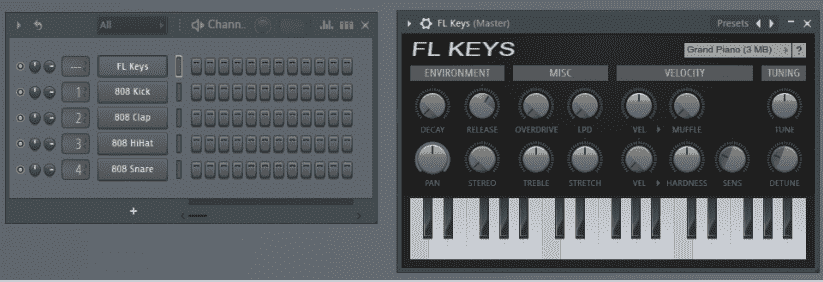 All
Chann..
FL Keys
--- 
1
808 Kick
2
808 Clap
3
808 HiHat
4
808 Snare
+
FL Keys (Master)
Presets
FL KEYS
Grand Piano (3 MB)
?
ENVIRONMENT
MISC
VELOCITY
TUNING
DECAY
RELEASE
OVERDRIVE
LPD
VEL
MUFFLE
TUNE
PAN
STEREO
TREBLE
STRETCH
VEL
HARDNESS
SENS
DETUNE